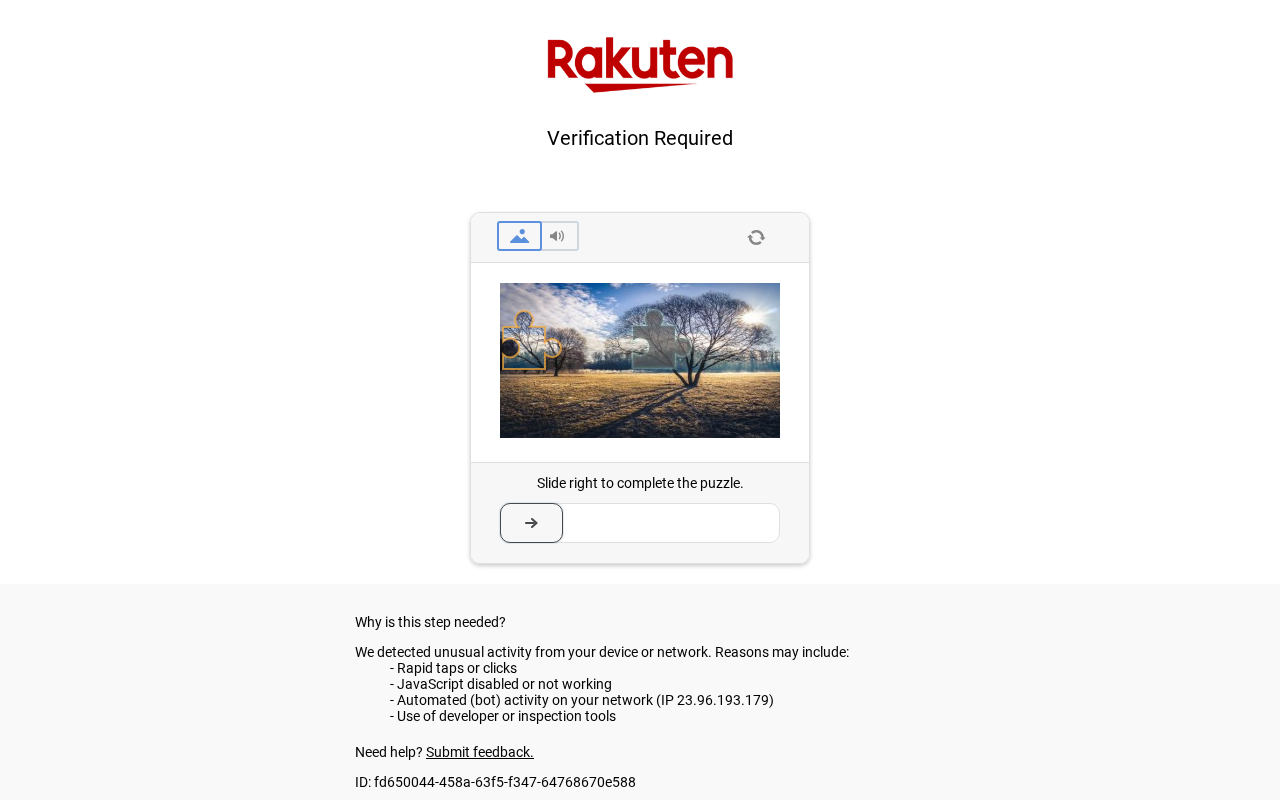 Rakuten
Verification Required
Slide right to complete the puzzle.
Why is this step needed?
We detected unusual activity from your device or network. Reasons may include:
- Rapid taps or clicks
- JavaScript disabled or not working
- Automated (bot) activity on your network (IP 23.96.193.179)
- Use of developer or inspection tools
Need help? Submit feedback.
ID: fd650044-458a-63f5-f347-64768670e588